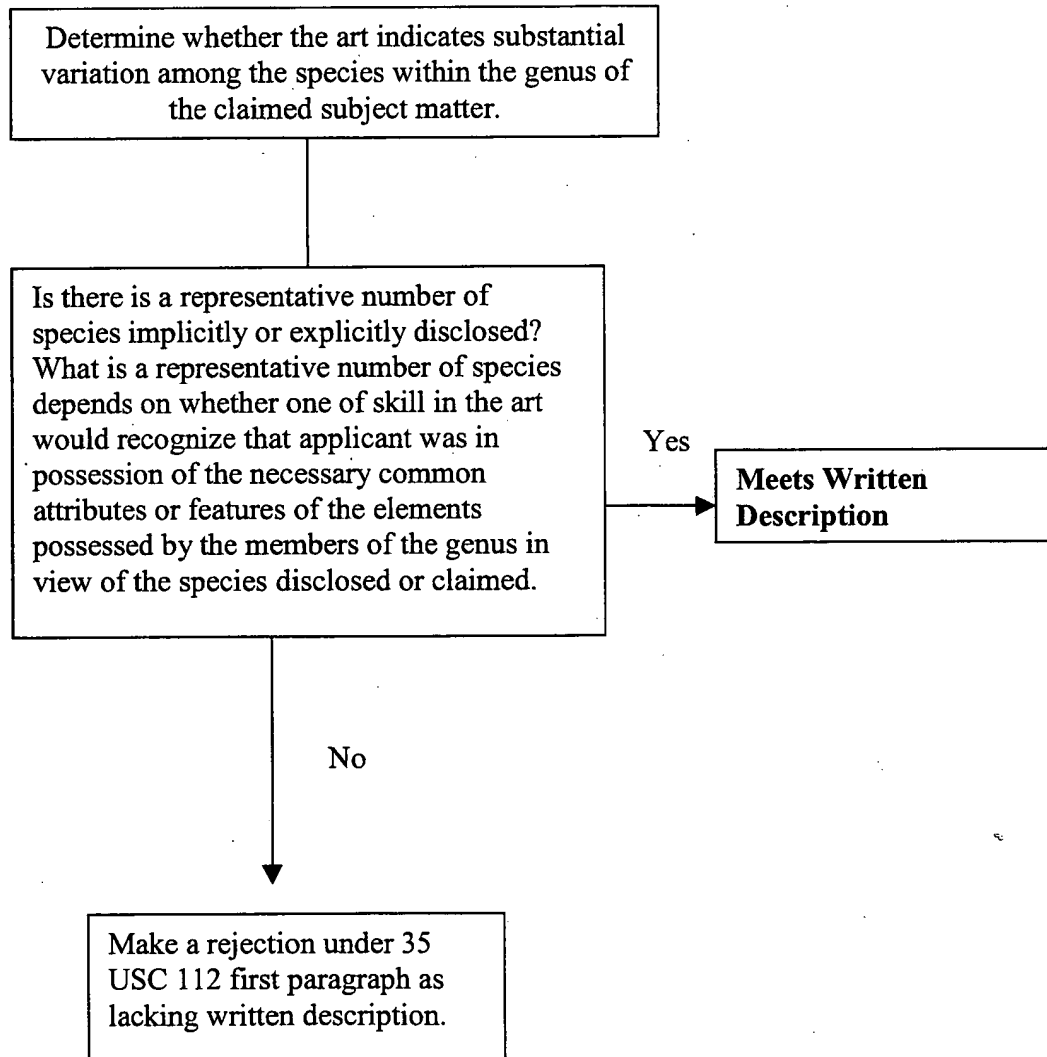 Determine whether the art indicates substantial
variation among the species within the genus of
the claimed subject matter.
Is there is a representative number of
species implicitly or explicitly disclosed?
What is a representative number of species
depends on whether one of skill in the art
would recognize that applicant was in
possession of the necessary common
attributes or features of the elements
possessed by the members of the genus in
view of the species disclosed or claimed.
Yes
Meets Written
Description
No
Make a rejection under 35
USC 112 first paragraph as
lacking written description.